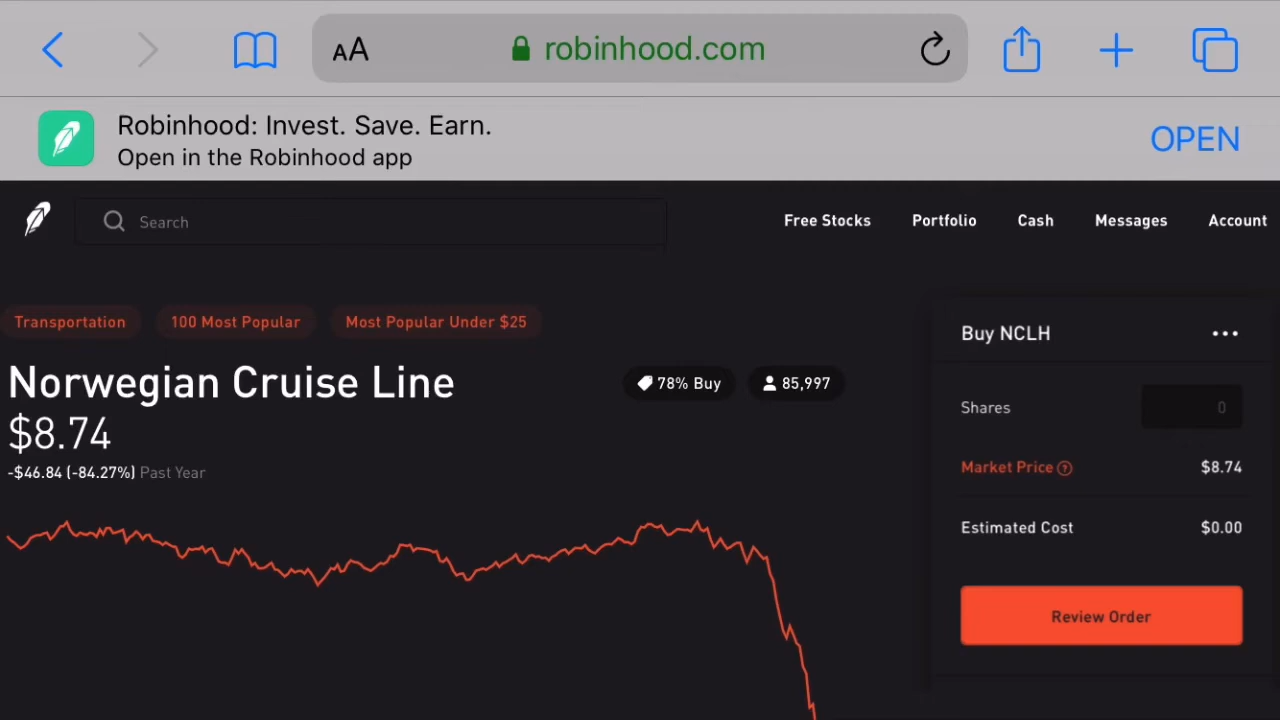 AA robinhood.com
Robinhood: Invest. Save. Earn.
Open in the Robinhood app
OPEN
Search
Free Stocks
Portfolio
Cash
Messages
Account
Transportation
100 Most Popular
Most Popular Under $25
Norwegian Cruise Line
78% Buy
85,997
$8.74
-$46.84 (-84.27%) Past Year
Buy NCLH
Shares 0
Market Price ? $8.74
Estimated Cost $0.00
Review Order